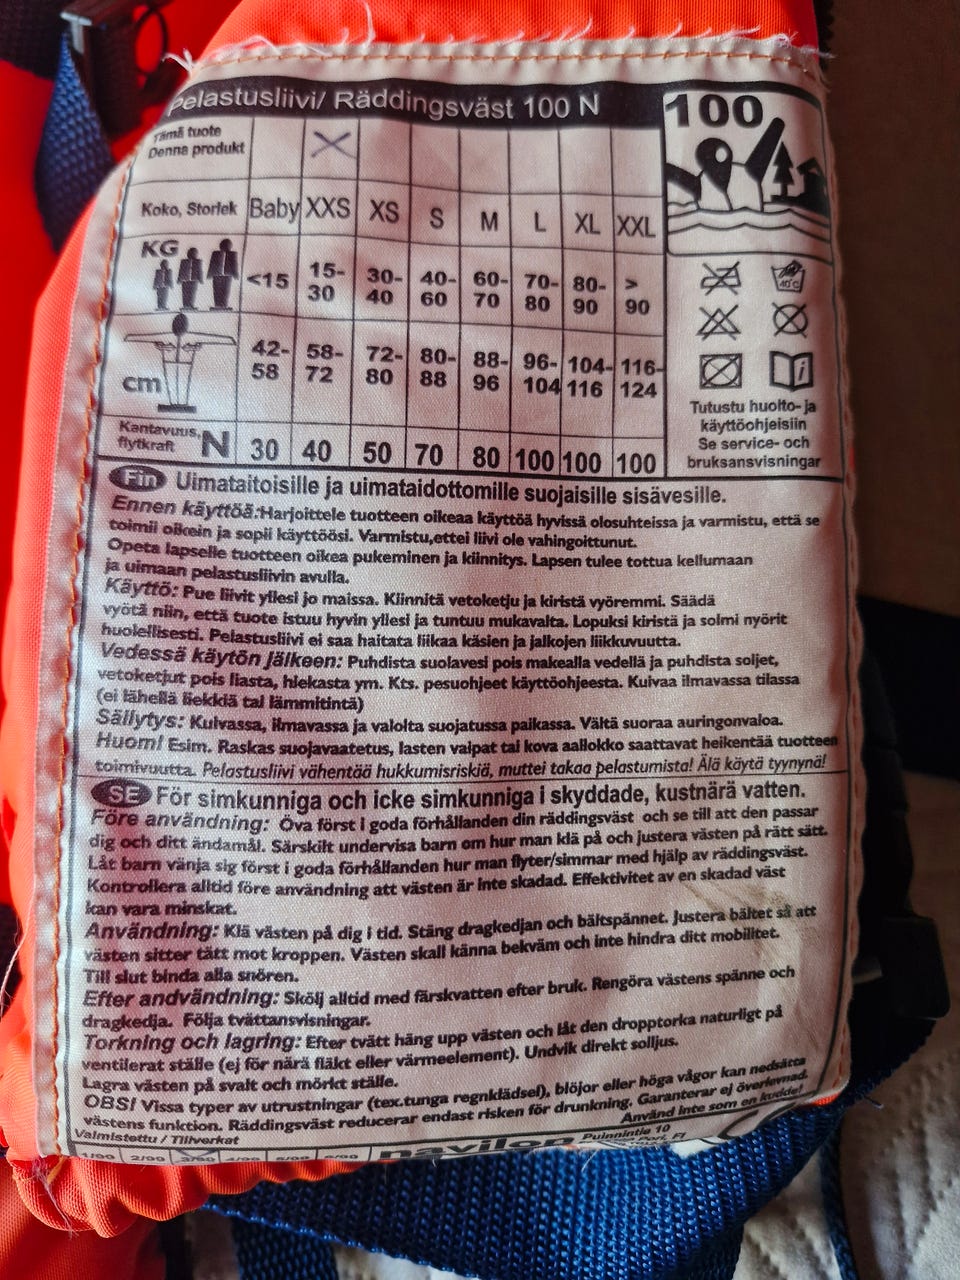 Pelastusliivi/ Räddingsväst 100 N
100
Tämä tuote
Denna produkt
Koko, Storlek Baby XXS XS S M L XL XXL
KG <15 15-30 30-40 40-60 60-70 70-80 80-90 > 90
cm 42-58 58-72 72-80 80-88 88-96 96-104 104-116 116-124
Kantavuus, flytkraft N 30 40 50 70 80 100 100 100
40°C
i
Tutustu huolto- ja
käyttöohjeisiin
Se service- och
bruksansvisningar
Fin Uimataitoisille ja uimataidottomille suojaisille sisävesille.
Ennen käyttöä:Harjoittele tuotteen oikeaa käyttöä hyvissä olosuhteissa ja varmistu, että se
toimii oikein ja sopii käyttöösi. Varmistu,ettei liivi ole vahingoittunut.
Opeta lapselle tuotteen oikea pukeminen ja kiinnitys. Lapsen tulee tottua kellumaan
ja uimaan pelastusliivin avulla.
Käyttö: Pue liivit yllesi jo maissa. Kiinnitä vetoketju ja kiristä vyöremmi. Säädä
vyötä niin, että tuote istuu hyvin yllesi ja tuntuu mukavalta. Lopuksi kiristä ja solmi nyörit
huolellisesti. Pelastusliivi ei saa haitata liikaa käsien ja jalkojen liikkuvuutta.
Vedessä käytön jälkeen: Puhdista suolavesi pois makealla vedellä ja puhdista soljet,
vetoketjut pois liasta, hiekasta ym. Kts. pesuohjeet käyttöohjeesta. Kuivaa ilmavassa tilassa
(ei lähellä liekkiä tai lämmitintä)
Säilytys: Kuivassa, ilmavassa ja valolta suojatussa paikassa. Vältä suoraa auringonvaloa.
Huom! Esim. Raskas suojavaatetus, lasten vaipat tai kova aallokko saattavat heikentää tuotteen
toimivuutta. Pelastusliivi vähentää hukkumisriskiä, muttei takaa pelastumista! Älä käytä tyynynä!
SE För simkunniga och icke simkunniga i skyddade, kustnärä vatten.
Före användning: Öva först i goda förhållanden din räddingsväst och se till att den passar
dig och ditt ändamål. Särskilt undervisa barn om hur man klä på och justera västen på rätt sätt.
Låt barn vänja sig först i goda förhållanden hur man flyter/simmar med hjälp av räddingsväst.
Kontrollera alltid före användning att västen är inte skadad. Effektivitet av en skadad väst
kan vara minskat.
Användning: Klä västen på dig i tid. Stäng dragkedjan och bältspännet. Justera bältet så att
västen sitter tätt mot kroppen. Västen skall känna bekväm och inte hindra ditt mobilitet.
Till slut binda alla snören.
Efter andvändning: Skölj alltid med färskvatten efter bruk. Rengöra västens spänne och
dragkedja. Följa tvättansvisningar.
Torkning och lagring: Efter tvätt häng upp västen och låt den dropptorka naturligt på
ventilerat ställe (ej för närä fläkt eller värmeelement). Undvik direkt solljus.
Lagra västen på svalt och mörkt ställe.
OBS! Vissa typer av utrustningar (tex.tunga regnklädsel), blöjor eller höga vågor kan nedsätta
västens funktion. Räddingsväst reducerar endast risken för drunkning. Garanterar ej överlevnad.
Använd inte som en kudde!
Valmistettu / Tillverkat
1/99 2/99 3/99 4/99 5/99 6/99 navilon Puinnintie 10
Pori, FI